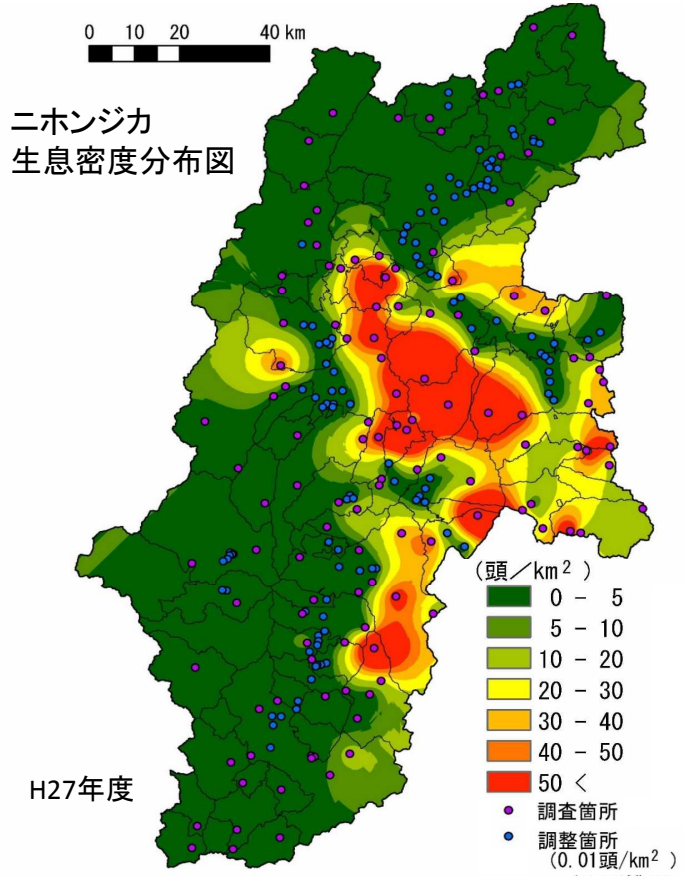 0 10 20 40 km
ニホンジカ
生息密度分布図
(頭／km²)
0 - 5
5 - 10
10 - 20
20 - 30
30 - 40
40 - 50
50 <
調査箇所
調整箇所
(0.01頭/km²)
H27年度